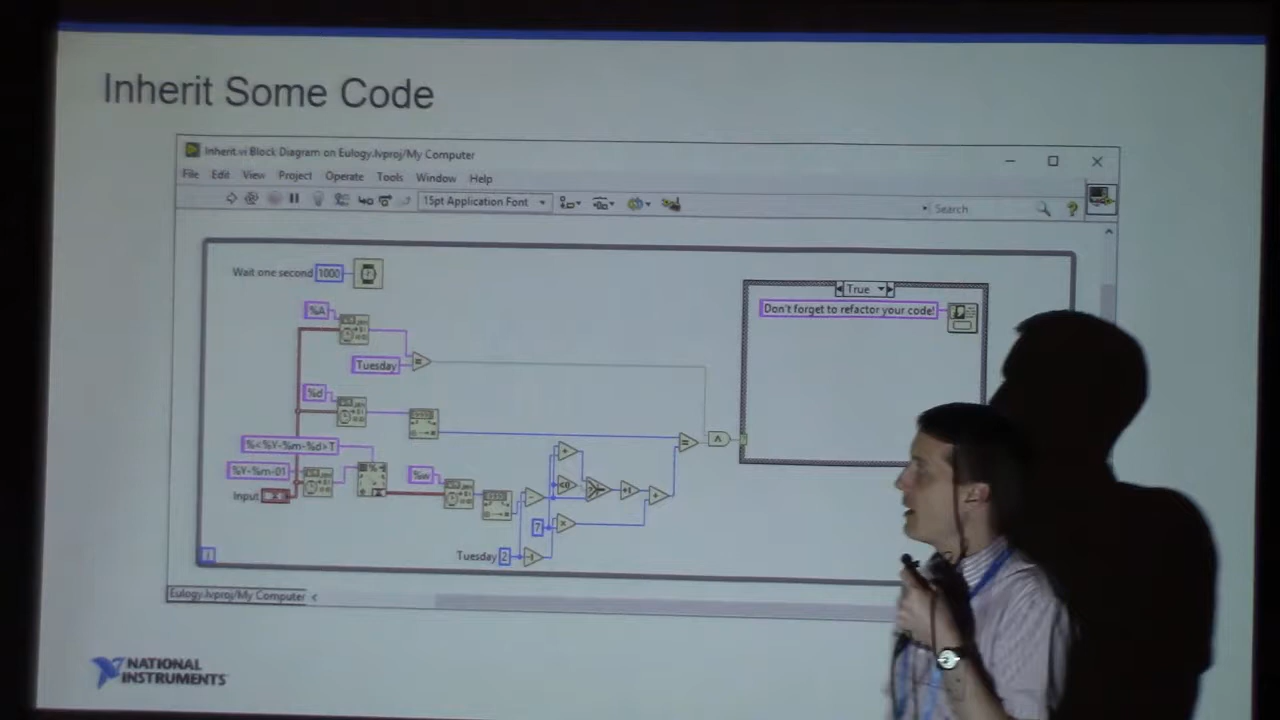 Inherit Some Code
Inherit.vi Block Diagram on Eulogy.lvproj/My Computer
File Edit View Project Operate Tools Window Help
15pt Application Font
Search
?
Wait one second 1000
True
Don't forget to refactor your code!
%A
Tuesday
=
%d
%<%Y-%m-%d>T
%Y-%m-01
%w
Input
7
Tuesday 2
i
Eulogy.lvproj/My Computer <
NATIONAL
INSTRUMENTS